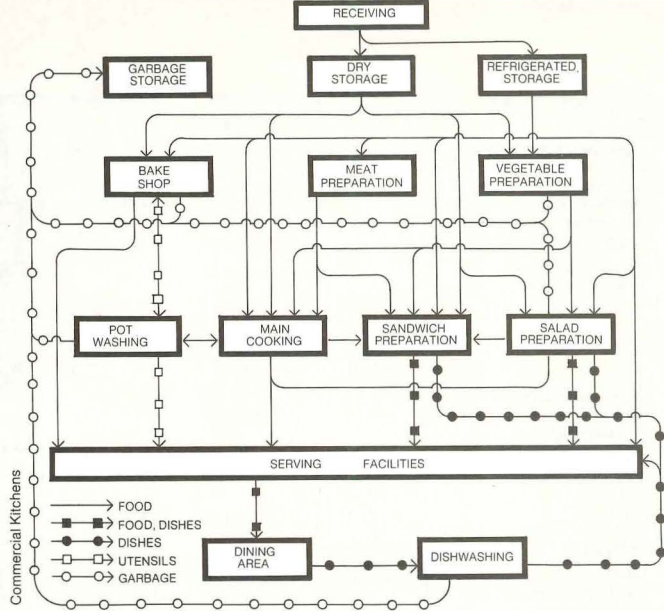 RECEIVING
GARBAGE
STORAGE
DRY
STORAGE
REFRIGERATED,
STORAGE
BAKE
SHOP
MEAT
PREPARATION
VEGETABLE
PREPARATION
POT
WASHING
MAIN
COOKING
SANDWICH
PREPARATION
SALAD
PREPARATION
SERVING FACILITIES
FOOD
FOOD, DISHES
DISHES
UTENSILS
GARBAGE
DINING
AREA
DISHWASHING
Commercial Kitchens